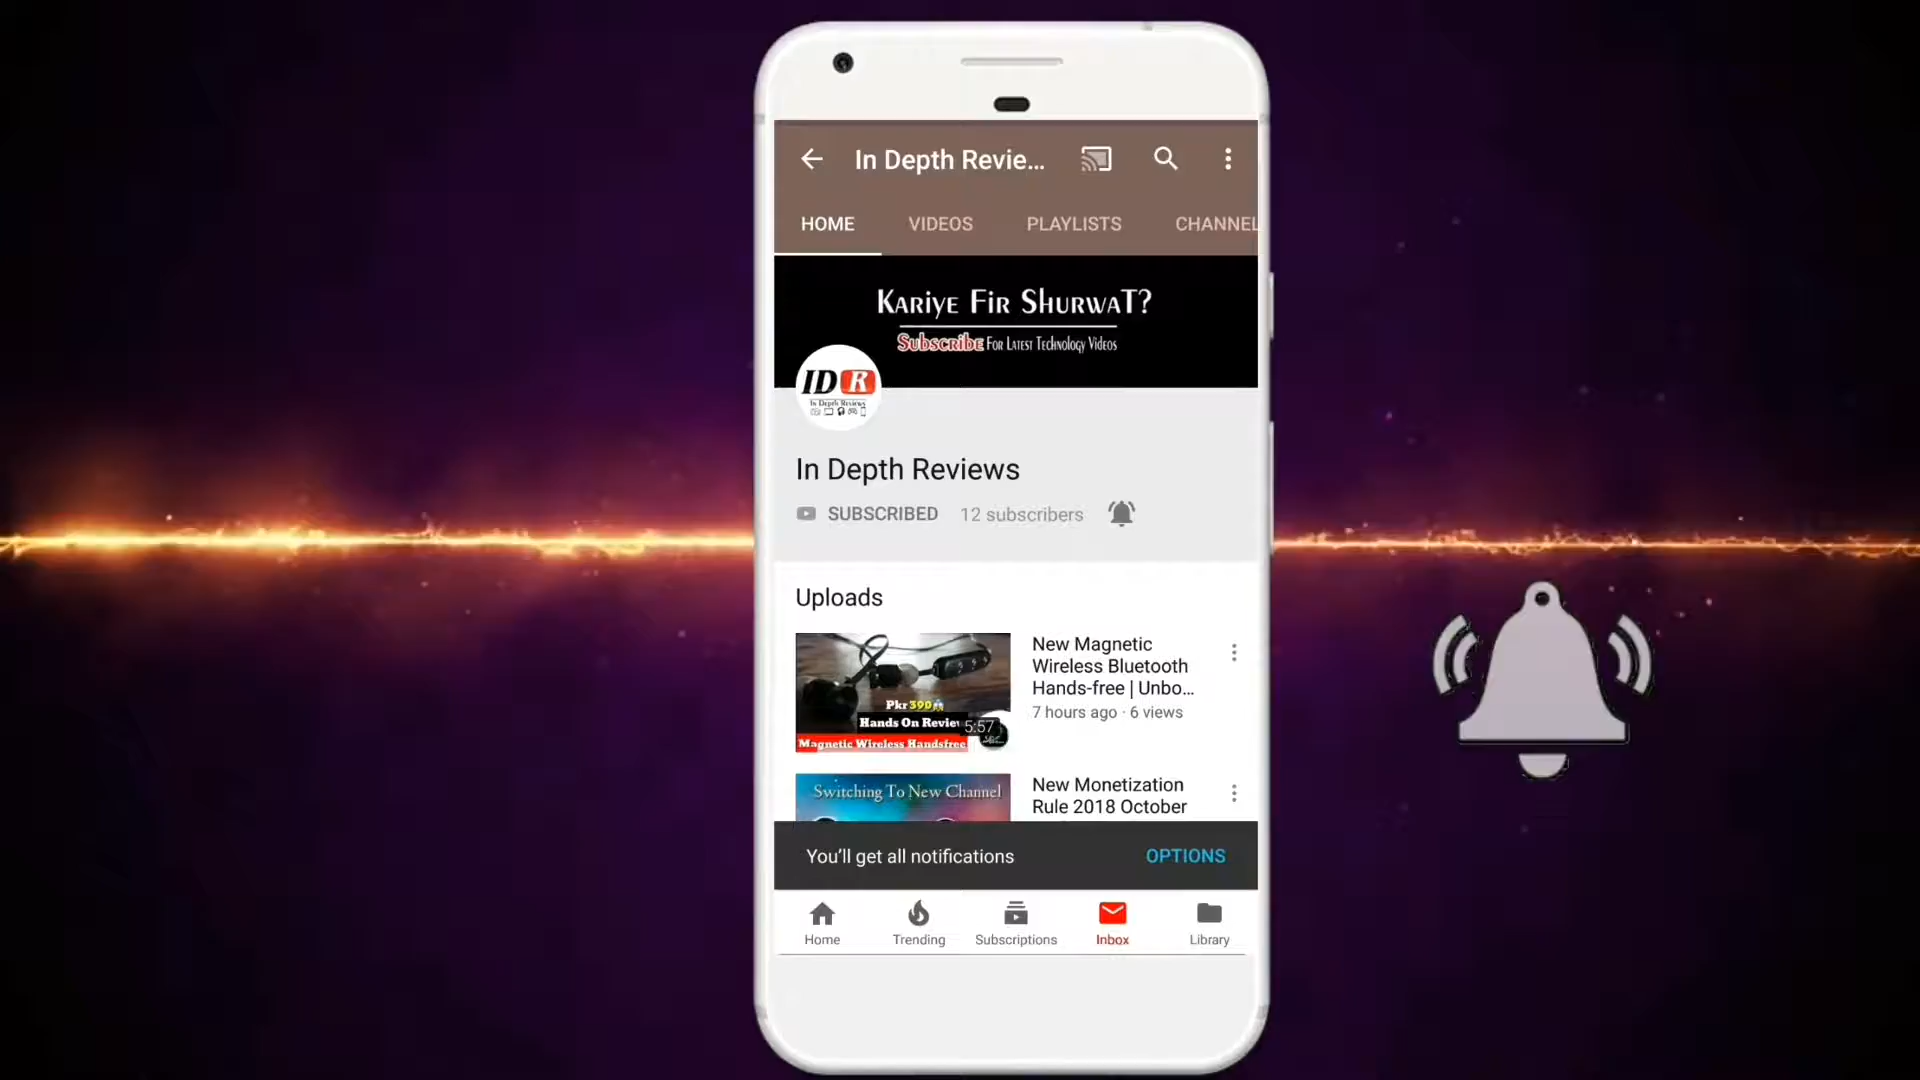 In Depth Revie...
HOME VIDEOS PLAYLISTS CHANNEL
Kariye Fir Shurwat?
Subscribe For Latest Technology Videos
IDR
In Depth Reviews
In Depth Reviews
SUBSCRIBED 12 subscribers
Uploads
New Magnetic
Wireless Bluetooth
Hands-free | Unbo...
7 hours ago · 6 views
Pkr 390
Hands On Review
5:57
Magnetic Wireless Handsfree
Switching To New Channel
New Monetization
Rule 2018 October
You'll get all notifications OPTIONS
Home Trending Subscriptions Inbox Library